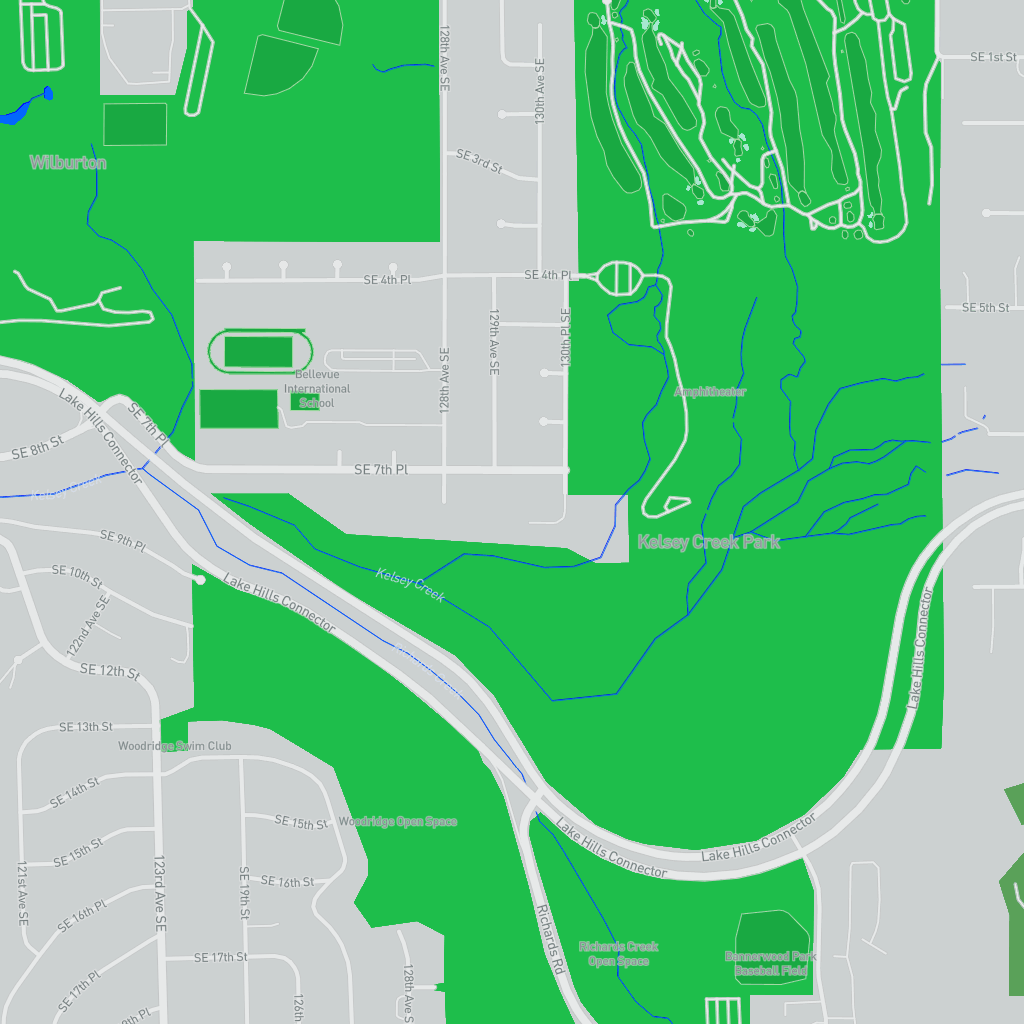 128th Ave SE
130th Ave SE
SE 1st St
Wilburton
SE 3rd St
SE 4th Pl
SE 4th Pl
SE 5th St
129th Ave SE
130th Pl SE
128th Ave SE
Bellevue
International
School
Amphitheater
Lake Hills Connector
SE 7th Pl
SE 8th St
SE 7th Pl
Kelsey Creek
SE 9th Pl
Kelsey Creek Park
SE 10th St
122nd Ave SE
Lake Hills Connector
Kelsey Creek
Lake Hills Connector
SE 12th St
SE 13th St
Woodridge Swim Club
SE 14th St
SE 15th St
Woodridge Open Space
Lake Hills Connector
Lake Hills Connector
SE 15th St
121st Ave SE
123rd Ave SE
SE 19th St
SE 16th St
SE 16th Pl
Richards Rd
Richards Creek
Open Space
Bannerwood Park
Baseball Field
SE 17th St
SE 17th Pl
126th
128th Ave S
9th Pl